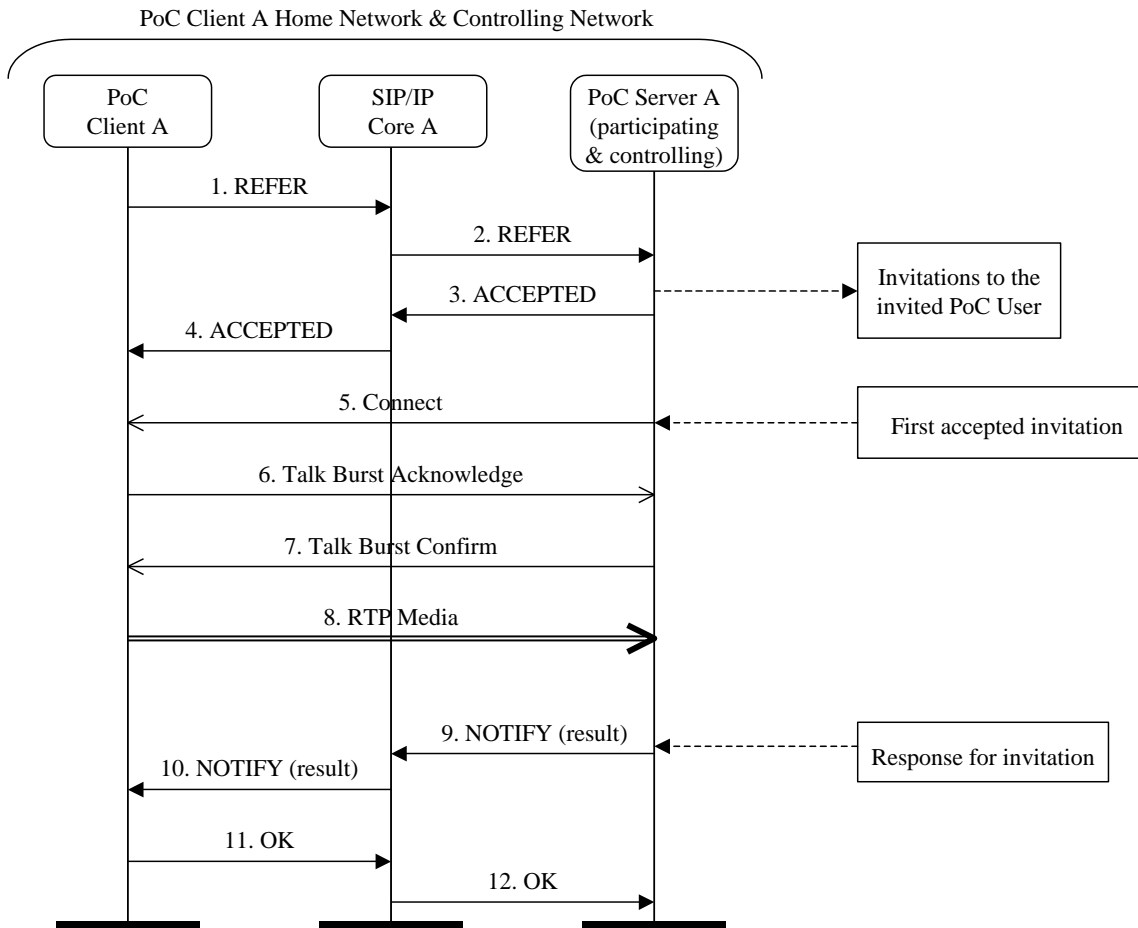 PoC Client A Home Network & Controlling Network
PoC
Client A
SIP/IP
Core A
PoC Server A
(participating
& controlling)
1. REFER
2. REFER
3. ACCEPTED
Invitations to the
invited PoC User
4. ACCEPTED
5. Connect
First accepted invitation
6. Talk Burst Acknowledge
7. Talk Burst Confirm
8. RTP Media
9. NOTIFY (result)
Response for invitation
10. NOTIFY (result)
11. OK
12. OK